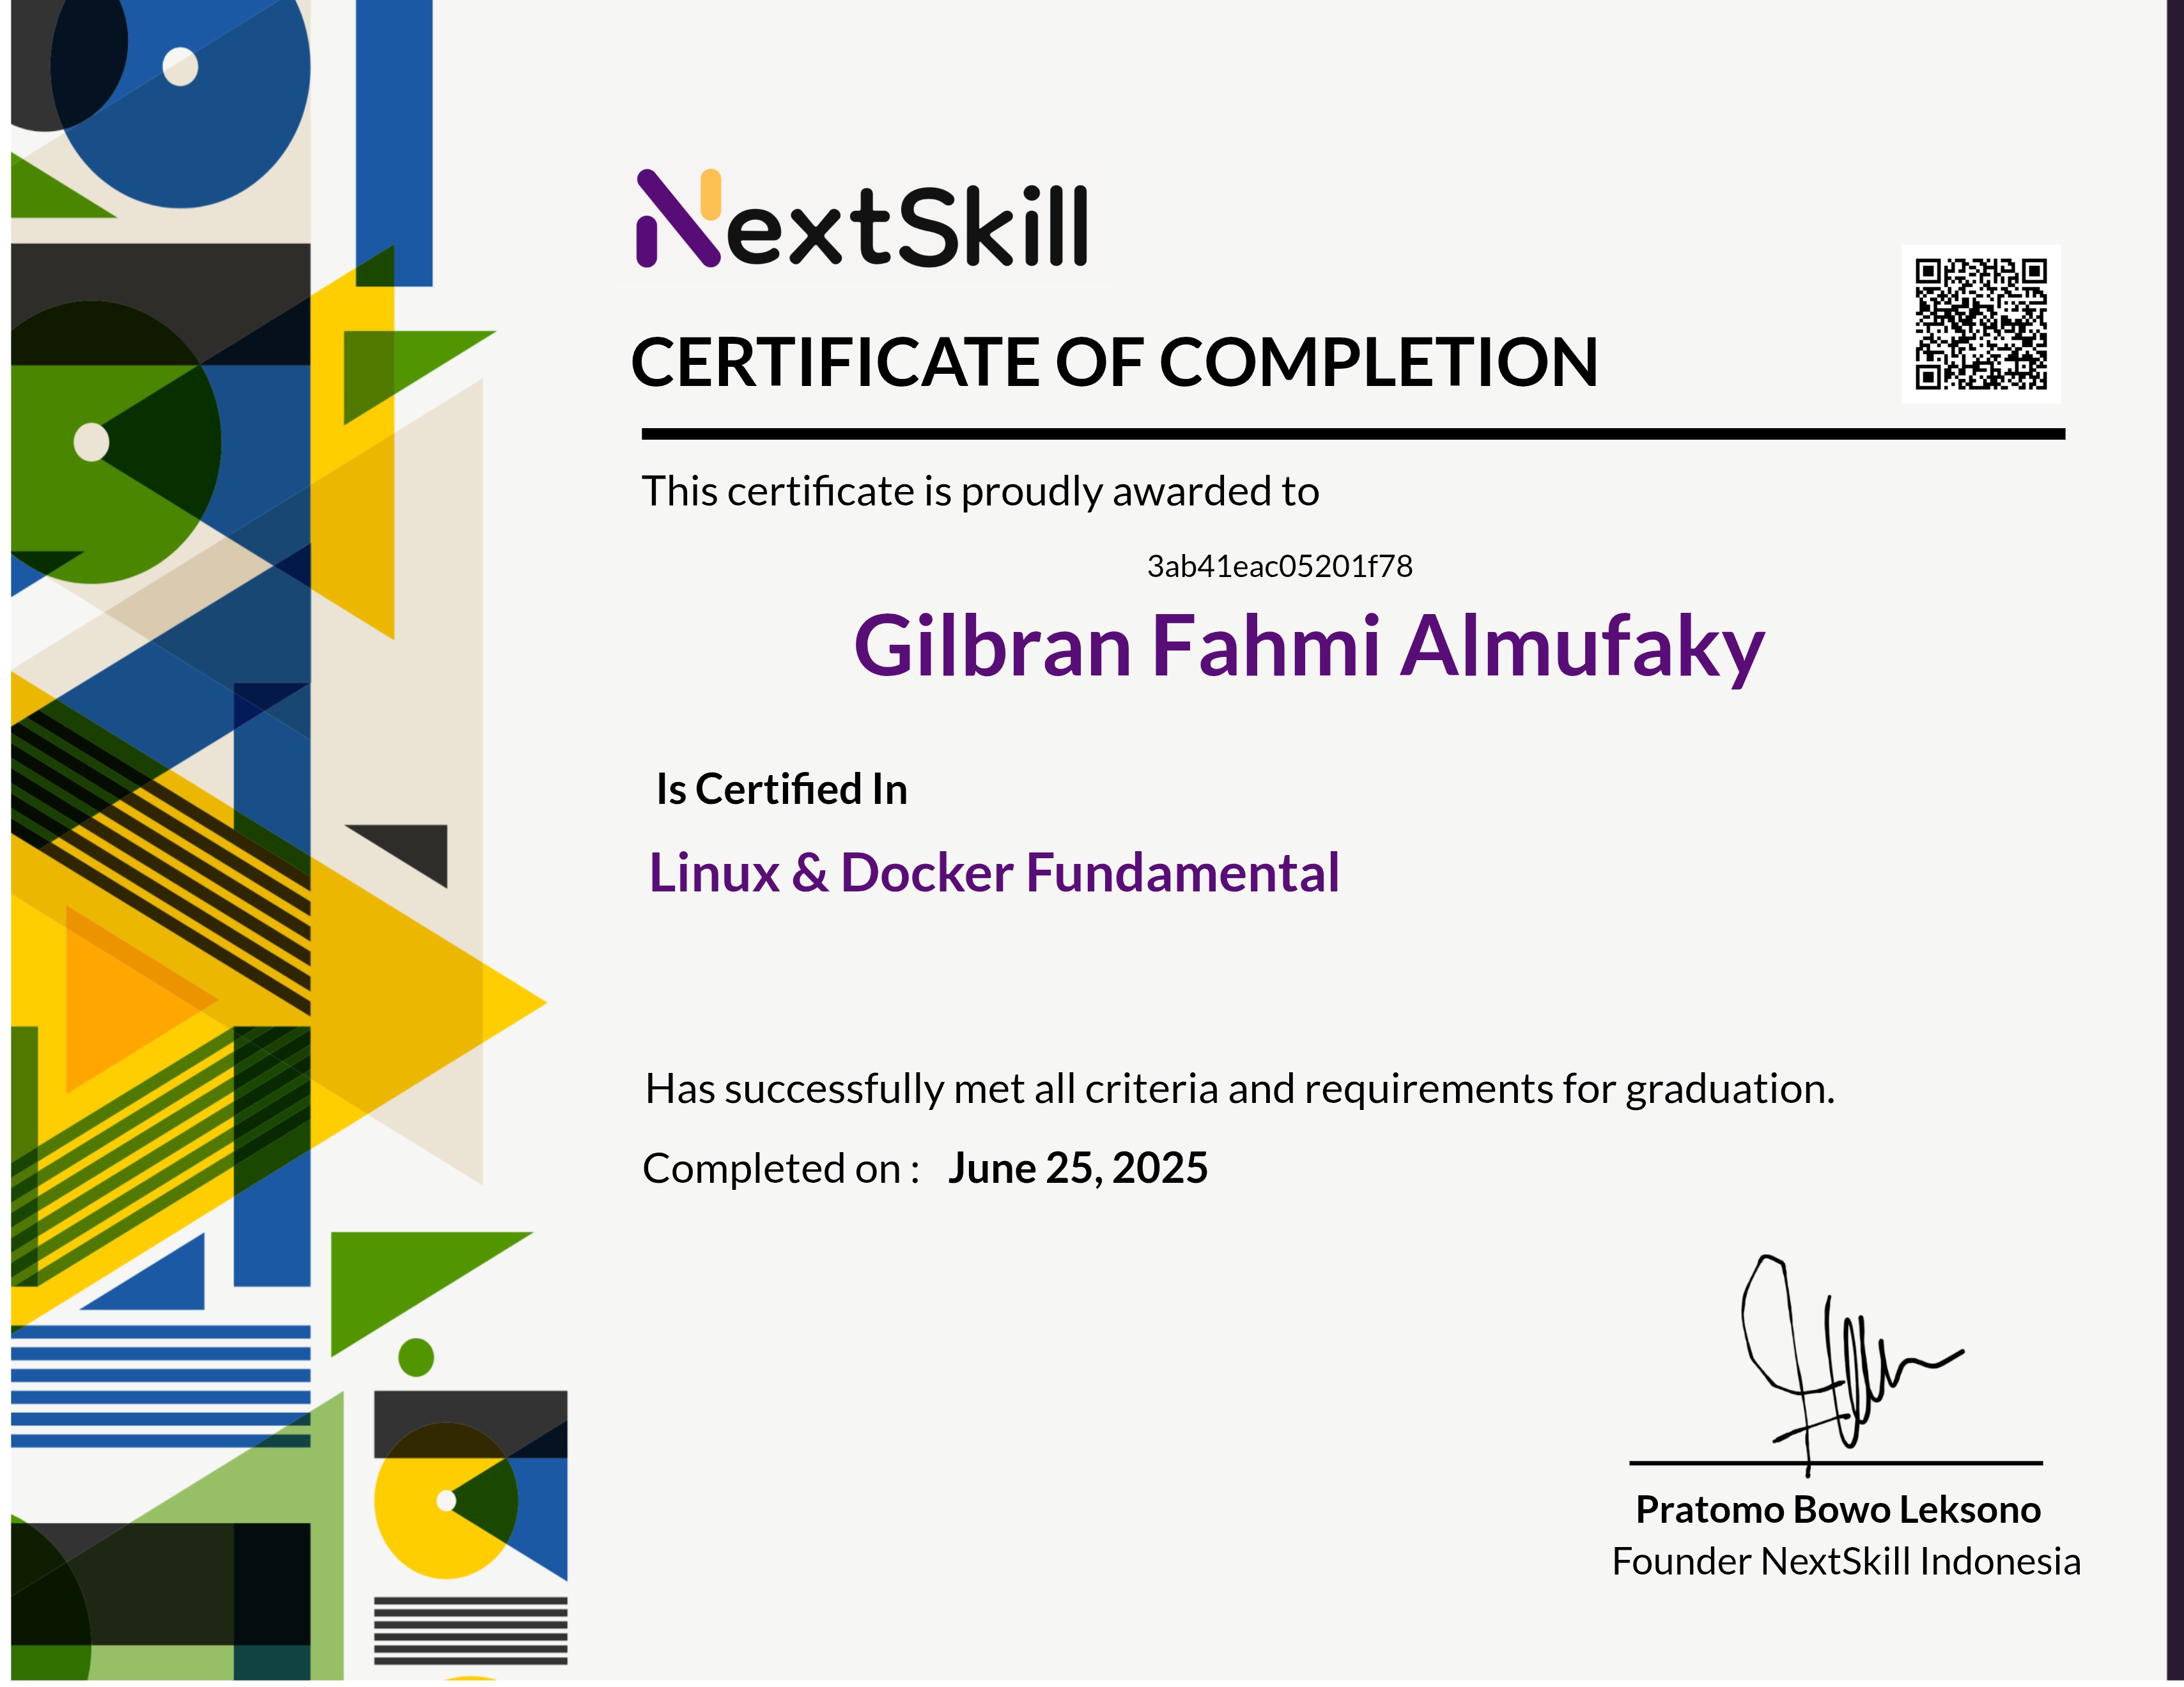 NextSkill
CERTIFICATE OF COMPLETION
This certificate is proudly awarded to
3ab41eac05201f78
Gilbran Fahmi Almufaky
Is Certified In
Linux & Docker Fundamental
Has successfully met all criteria and requirements for graduation.
Completed on : June 25, 2025
Pratomo Bowo Leksono
Founder NextSkill Indonesia